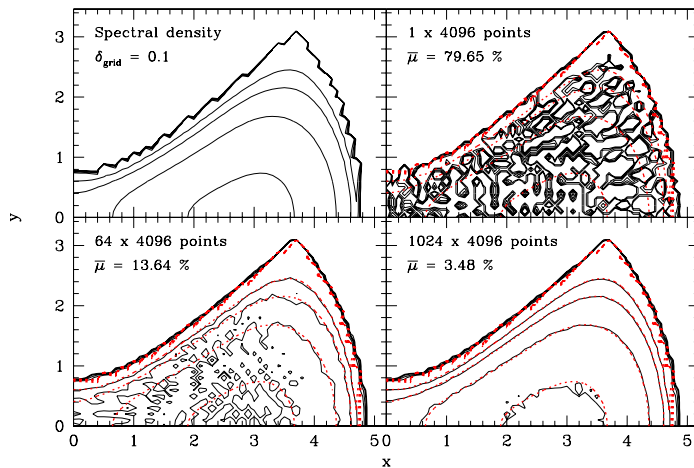 Spectral density
δgrid = 0.1
1 x 4096 points
μ̅ = 79.65 %
3
2
1
0
64 x 4096 points
μ̅ = 13.64 %
1024 x 4096 points
μ̅ = 3.48 %
3
2
1
0
y
0 1 2 3 4 5 0 1 2 3 4 5
x